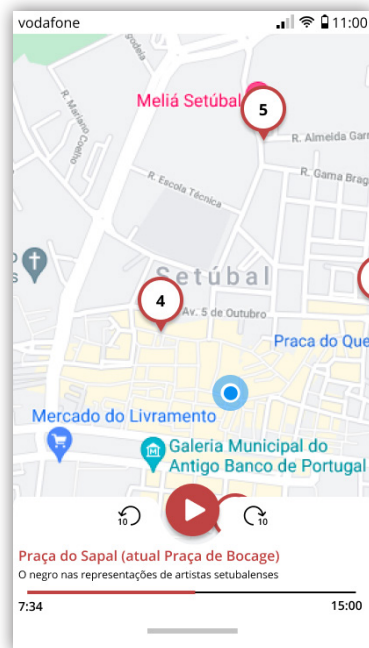 vodafone 11:00
Meliá Setúbal
5
R. Mariano
Coelho
R. Almeida Garr
R. Gama Brag
R. Escola Técnica
Setúbal
4
Av. 5 de Outubro
Praca do Que
Mercado do Livramento
Galeria Municipal do
Antigo Banco de Portugal
10 10
Praça do Sapal (atual Praça de Bocage)
O negro nas representações de artistas setubalenses
7:34 15:00